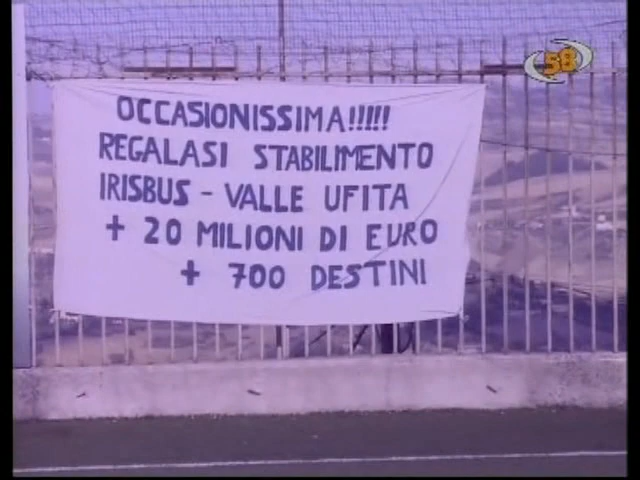 58
OCCASIONISSIMA!!!!!
REGALASI STABILIMENTO
IRISBUS - VALLE UFITA
+ 20 MILIONI DI EURO
+ 700 DESTINI